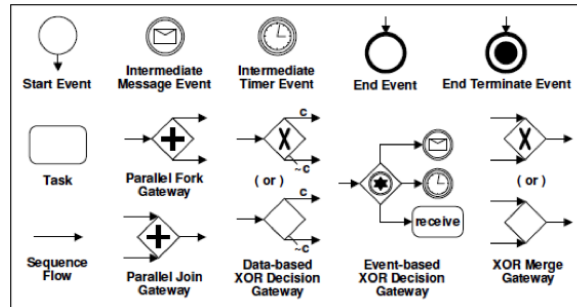 Start Event
Intermediate
Message Event
Intermediate
Timer Event
End Event
End Terminate Event
Task
Parallel Fork
Gateway
X
C
~C
( or )
X
( or )
receive
Sequence
Flow
Parallel Join
Gateway
C
~C
Data-based
XOR Decision
Gateway
Event-based
XOR Decision
Gateway
XOR Merge
Gateway